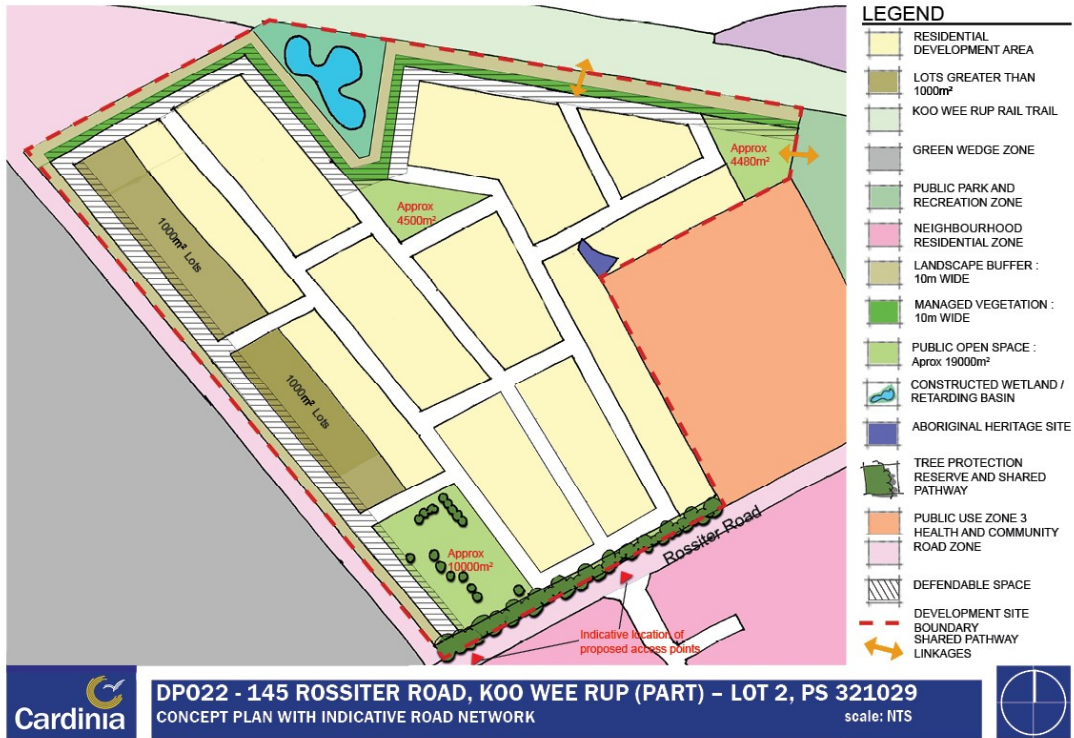 LEGEND
RESIDENTIAL
DEVELOPMENT AREA
LOTS GREATER THAN
1000m²
KOO WEE RUP RAIL TRAIL
GREEN WEDGE ZONE
PUBLIC PARK AND
RECREATION ZONE
NEIGHBOURHOOD
RESIDENTIAL ZONE
LANDSCAPE BUFFER :
10m WIDE
MANAGED VEGETATION :
10m WIDE
PUBLIC OPEN SPACE :
Aprox 19000m²
CONSTRUCTED WETLAND /
RETARDING BASIN
ABORIGINAL HERITAGE SITE
TREE PROTECTION
RESERVE AND SHARED
PATHWAY
PUBLIC USE ZONE 3
HEALTH AND COMMUNITY
ROAD ZONE
DEFENDABLE SPACE
DEVELOPMENT SITE
BOUNDARY
SHARED PATHWAY
LINKAGES
Approx
4480m²
Approx
4500m²
1000m² Lots
1000m² Lots
Approx
10000m²
Rossiter Road
Indicative location of
proposed access points
Cardinia
DP022 - 145 ROSSITER ROAD, KOO WEE RUP (PART) – LOT 2, PS 321029
CONCEPT PLAN WITH INDICATIVE ROAD NETWORK
scale: NTS